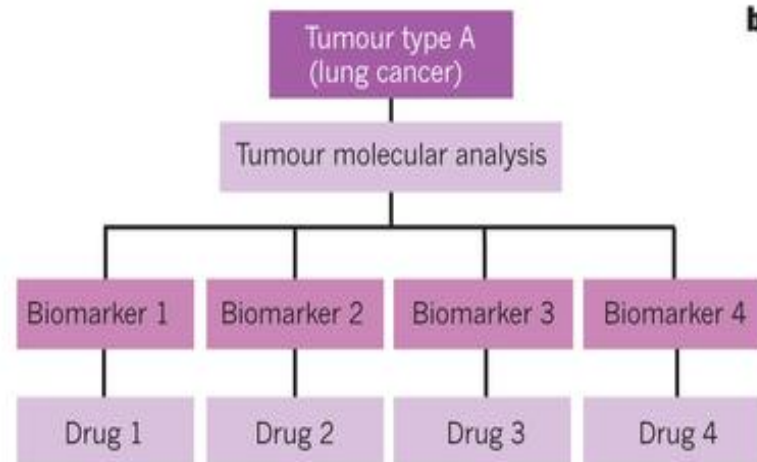 b
Tumour type A
(lung cancer)
Tumour molecular analysis
Biomarker 1 Biomarker 2 Biomarker 3 Biomarker 4
Drug 1 Drug 2 Drug 3 Drug 4